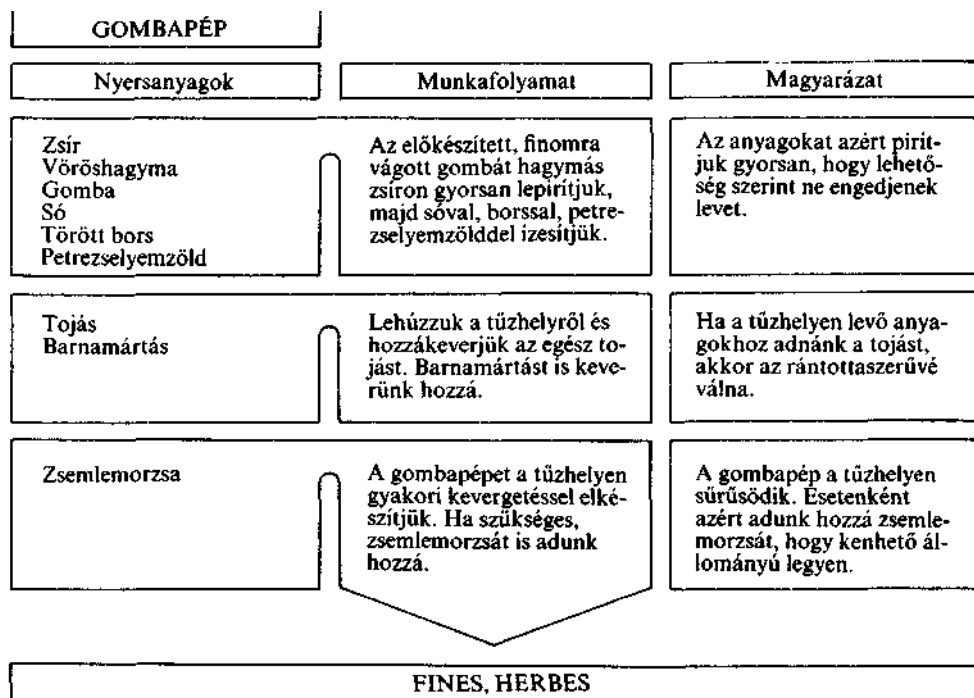 GOMBAPÉP
Nyersanyagok
Munkafolyamat
Magyarázat
Zsír
Vöröshagyma
Gomba
Só
Törött bors
Petrezselyemzöld
Az előkészített, finomra
vágott gombát hagymás
zsíron gyorsan lepirítjuk,
majd sóval, borssal, petre-
zselyemzölddel ízesítjük.
Az anyagokat azért pirít-
juk gyorsan, hogy lehető-
ség szerint ne engedjenek
levet.
Tojás
Barnamártás
Lehúzzuk a tűzhelyről és
hozzákeverjük az egész to-
jást. Barnamártást is keve-
rünk hozzá.
Ha a tűzhelyen levő anya-
gokhoz adnánk a tojást,
akkor az rántottaszerűvé
válna.
Zsemlemorzsa
A gombapépet a tűzhelyen
gyakori kevergetéssel elké-
szítjük. Ha szükséges,
zsemlemorzsát is adunk
hozzá.
A gombapép a tűzhelyen
sűrűsödik. Esetenként
azért adunk hozzá zsemle-
morzsát, hogy kenhető ál-
lományú legyen.
FINES, HERBES